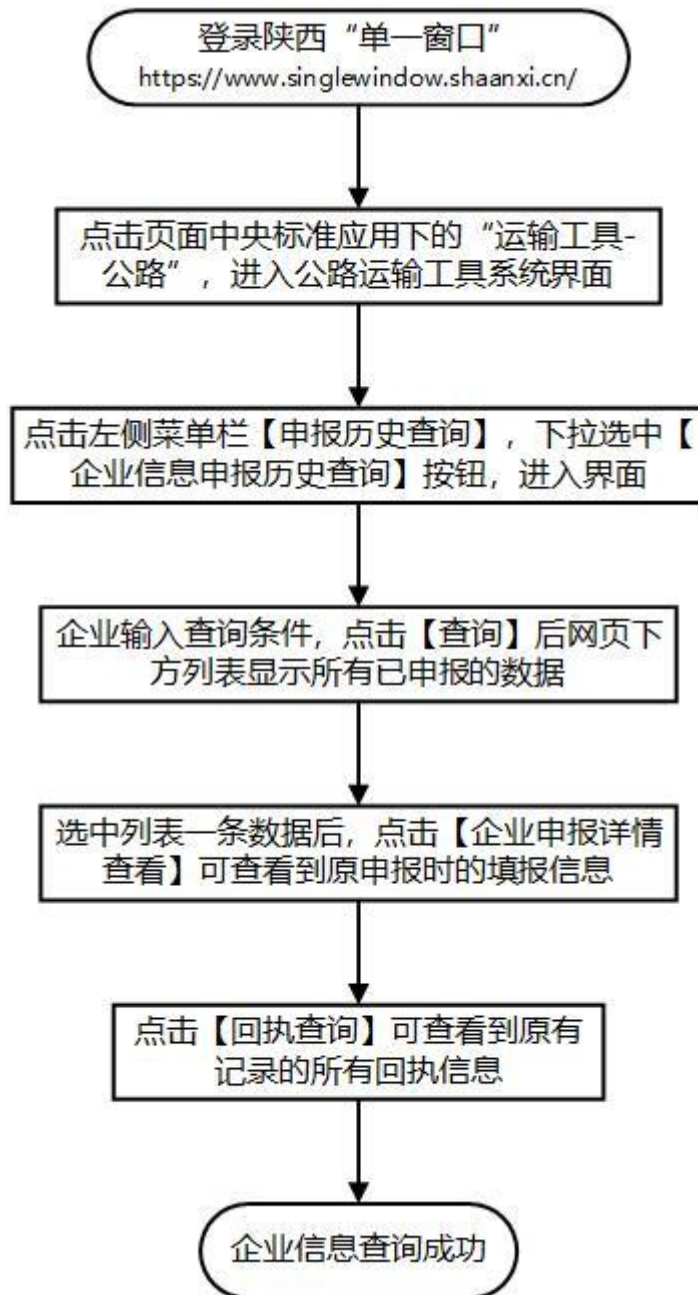 登录陕西“单一窗口”
https://www.singlewindow.shaanxi.cn/
点击页面中央标准应用下的“运输工具-
公路”，进入公路运输工具系统界面
点击左侧菜单栏【申报历史查询】，下拉选中【
企业信息申报历史查询】按钮，进入界面
企业输入查询条件，点击【查询】后网页下
方列表显示所有已申报的数据
选中列表一条数据后，点击【企业申报详情
查看】可查看到原申报时的填报信息
点击【回执查询】可查看到原有
记录的所有回执信息
企业信息查询成功